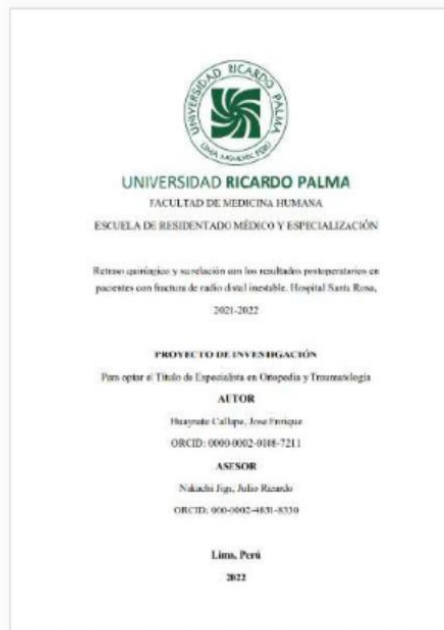 UNIVERSIDAD RICARDO PALMA
UNIVERSIDAD RICARDO PALMA
FACULTAD DE MEDICINA HUMANA
ESCUELA DE RESIDENTADO MÉDICO Y ESPECIALIZACIÓN
Retraso quirúrgico y su relación con los resultados postoperatorios en
pacientes con fractura de radio distal inestable. Hospital Santa Rosa,
2021-2022
PROYECTO DE INVESTIGACIÓN
Para optar el Título de Especialista en Ortopedia y Traumatología
AUTOR
Jose Enrique
ORCID:
ASESOR
Nakachi Julio Ricardo
ORCID:
Lima, Perú
2022